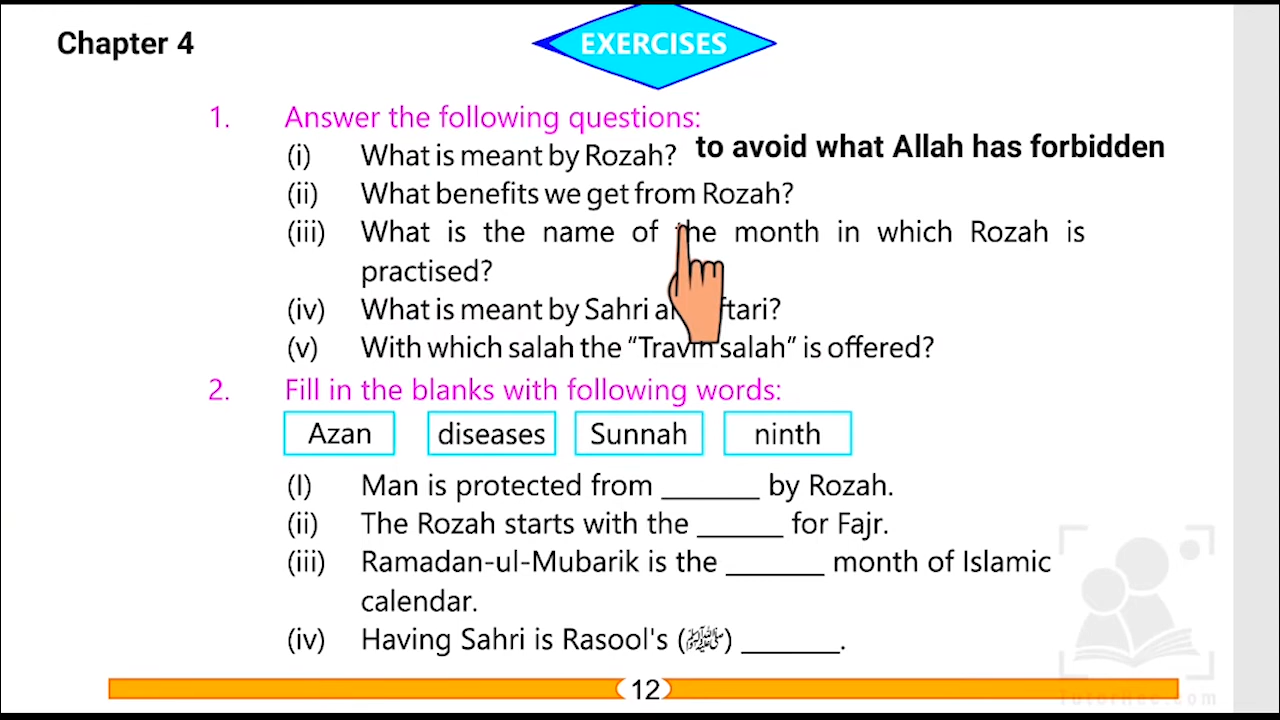 Chapter 4
EXERCISES
1. Answer the following questions:
(i) What is meant by Rozah? to avoid what Allah has forbidden
(ii) What benefits we get from Rozah?
(iii) What is the name of the month in which Rozah is
practised?
(iv) What is meant by Sahri ftari?
(v) With which salah the "Travih salah" is offered?
2. Fill in the blanks with following words:
Azan diseases Sunnah ninth
(I) Man is protected from _______ by Rozah.
(ii) The Rozah starts with the ______ for Fajr.
(iii) Ramadan-ul-Mubarik is the _______ month of Islamic
calendar.
(iv) Having Sahri is Rasool's (ﷺ) _______.
12